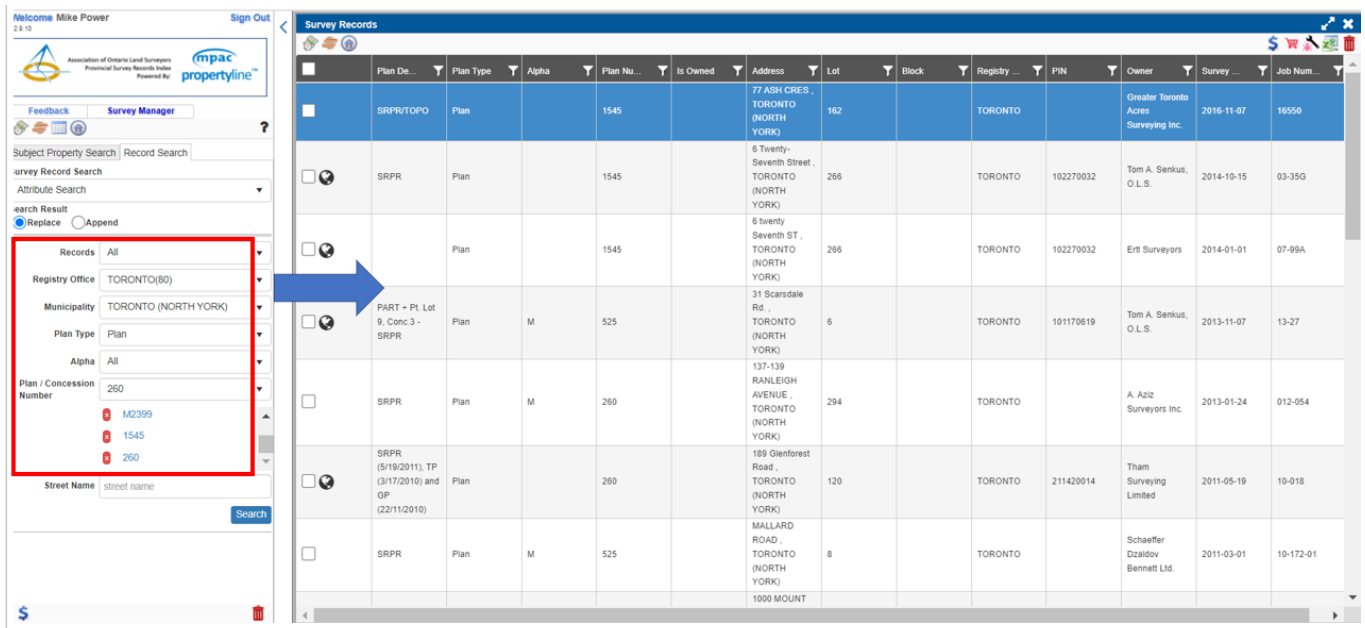 Welcome Mike Power
Sign Out
2.9.10
Association of Ontario Land Surveyors
Provincial Survey Records Index
Powered By:
mpac
propertyline™
Feedback
Survey Manager
?
Subject Property Search
Record Search
urvey Record Search
Attribute Search
earch Result
Replace
Append
Records All
Registry Office TORONTO(80)
Municipality TORONTO (NORTH YORK)
Plan Type Plan
Alpha All
Plan / Concession
Number
260
x M2399
x 1545
x 260
Street Name street name
Search
$
Survey Records
$
Plan De... Plan Type Alpha Plan Nu... Is Owned Address Lot Block Registry ... PIN Owner Survey ... Job Num...
SRPR/TOPO Plan 1545
77 ASH CRES ,
TORONTO
(NORTH
YORK)
162 TORONTO
Greater Toronto
Acres
Surveying Inc.
2016-11-07 16550
SRPR Plan 1545
6 Twenty-
Seventh Street ,
TORONTO
(NORTH
YORK)
266 TORONTO 102270032
Tom A. Senkus,
O.L.S.
2014-10-15 03-35G
Plan 1545
6 twenty
Seventh ST ,
TORONTO
(NORTH
YORK)
266 TORONTO 102270032 Ertl Surveyors 2014-01-01 07-99A
PART + Pt. Lot
9, Conc.3 -
SRPR
Plan M 525
31 Scarsdale
Rd. ,
TORONTO
(NORTH
YORK)
6 TORONTO 101170619
Tom A. Senkus,
O.L.S.
2013-11-07 13-27
SRPR Plan M 260
137-139
RANLEIGH
AVENUE ,
TORONTO
(NORTH
YORK)
294 TORONTO
A. Aziz
Surveyors Inc.
2013-01-24 012-054
SRPR
(5/19/2011), TP
(3/17/2010) and
GP
(22/11/2010)
Plan 260
189 Glenforest
Road ,
TORONTO
(NORTH
YORK)
120 TORONTO 211420014
Tham
Surveying
Limited
2011-05-19 10-018
SRPR Plan M 525
MALLARD
ROAD ,
TORONTO
(NORTH
YORK)
8 TORONTO
Schaeffer
Dzaldov
Bennett Ltd.
2011-03-01 10-172-01
1000 MOUNT